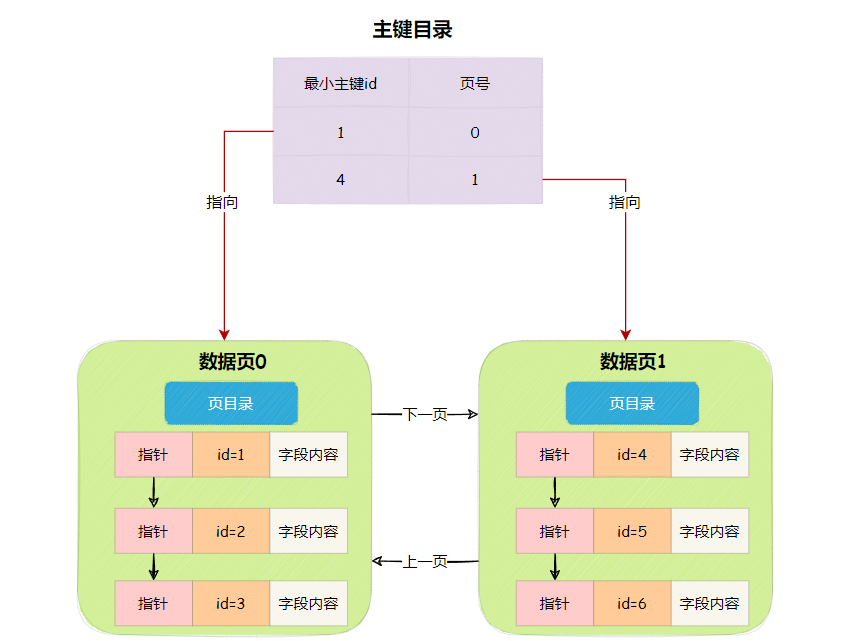 主键目录
最小主键id 页号
1 0
4 1
指向 指向
数据页0 数据页1
页目录 页目录
下一页
指针 id=1 字段内容 指针 id=4 字段内容
指针 id=2 字段内容 指针 id=5 字段内容
上一页
指针 id=3 字段内容 指针 id=6 字段内容